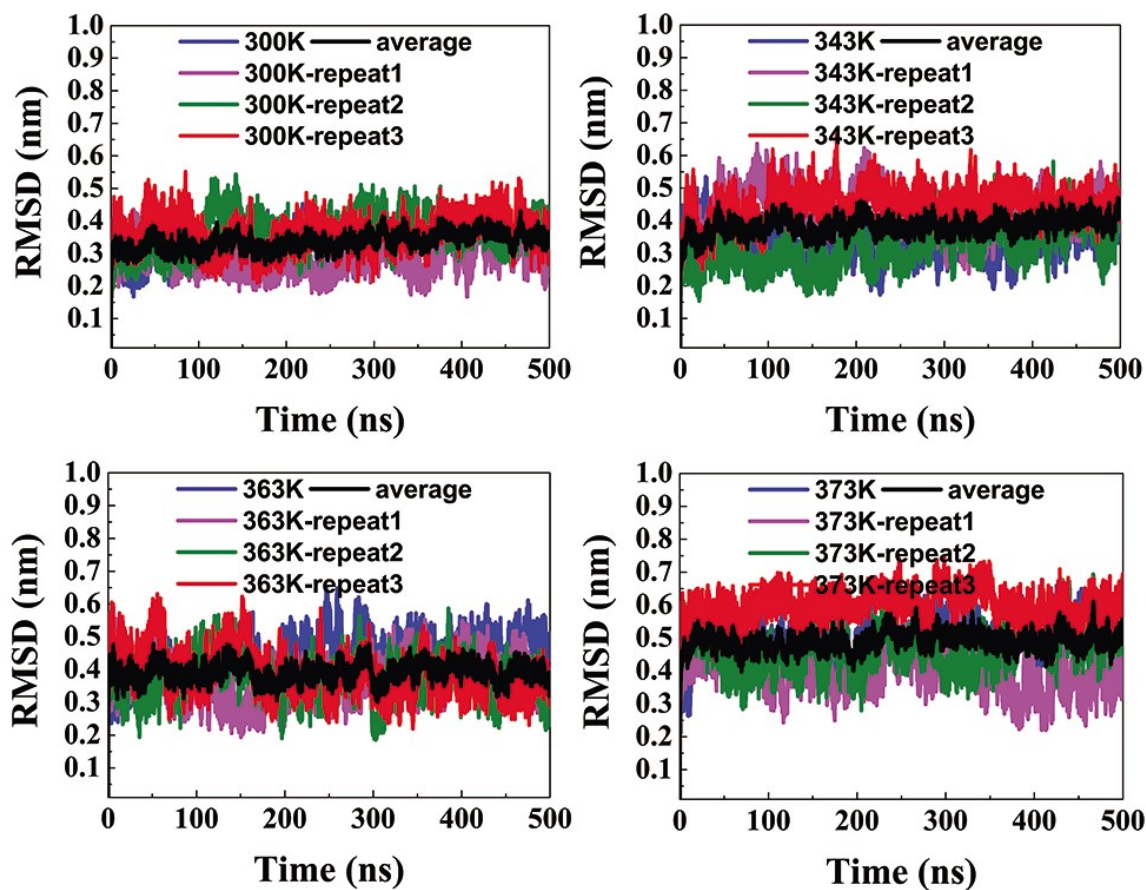 RMSD (nm)
1.0
0.9
0.8
0.7
0.6
0.5
0.4
0.3
0.2
0.1
300K average
300K-repeat1
300K-repeat2
300K-repeat3
0 100 200 300 400 500
Time (ns)
RMSD (nm)
1.0
0.9
0.8
0.7
0.6
0.5
0.4
0.3
0.2
0.1
343K average
343K-repeat1
343K-repeat2
343K-repeat3
0 100 200 300 400 500
Time (ns)
RMSD (nm)
1.0
0.9
0.8
0.7
0.6
0.5
0.4
0.3
0.2
0.1
363K average
363K-repeat1
363K-repeat2
363K-repeat3
0 100 200 300 400 500
Time (ns)
RMSD (nm)
1.0
0.9
0.8
0.7
0.6
0.5
0.4
0.3
0.2
0.1
373K average
373K-repeat1
373K-repeat2
373K-repeat3
0 100 200 300 400 500
Time (ns)